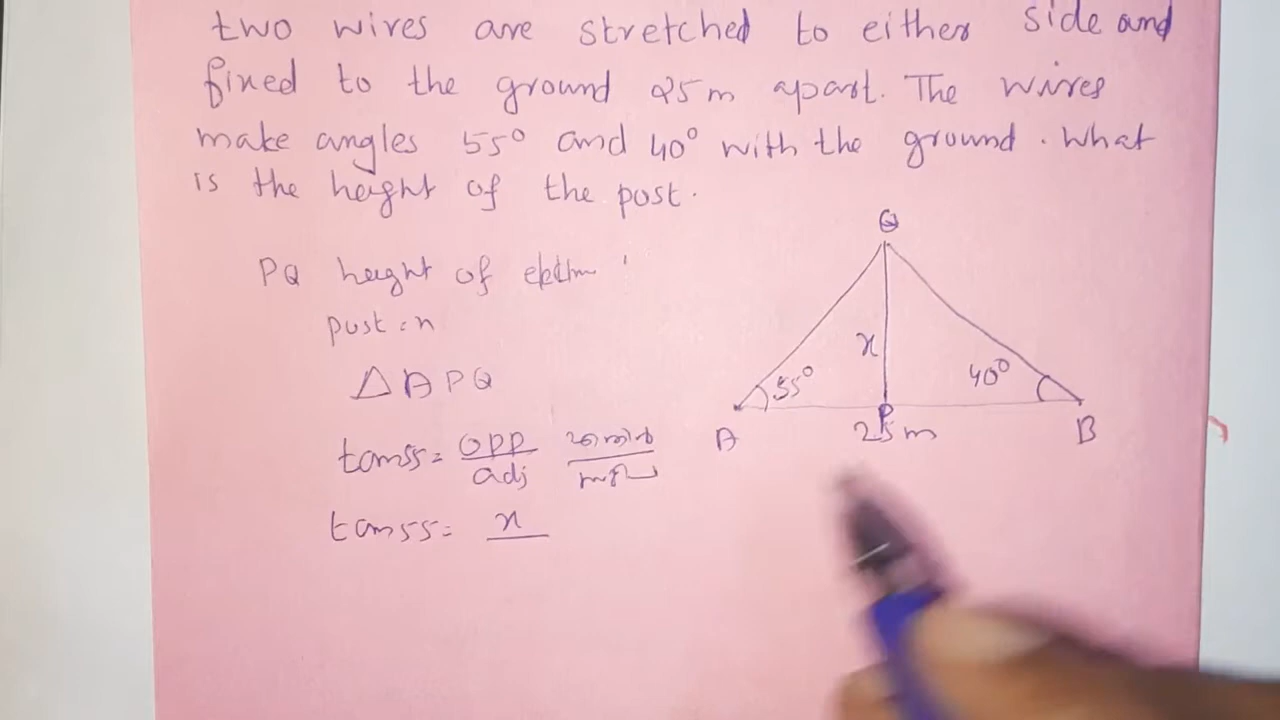 two wires are stretched to either side and
fixed to the ground 25m apart. The wires
make angles 55° and 40° with the ground. What
is the height of the post.
PQ height of
post = x
△ A P Q
tan55 = opp/adj
tan55 = x
Q
x
55°
40°
P
A
25 m
B